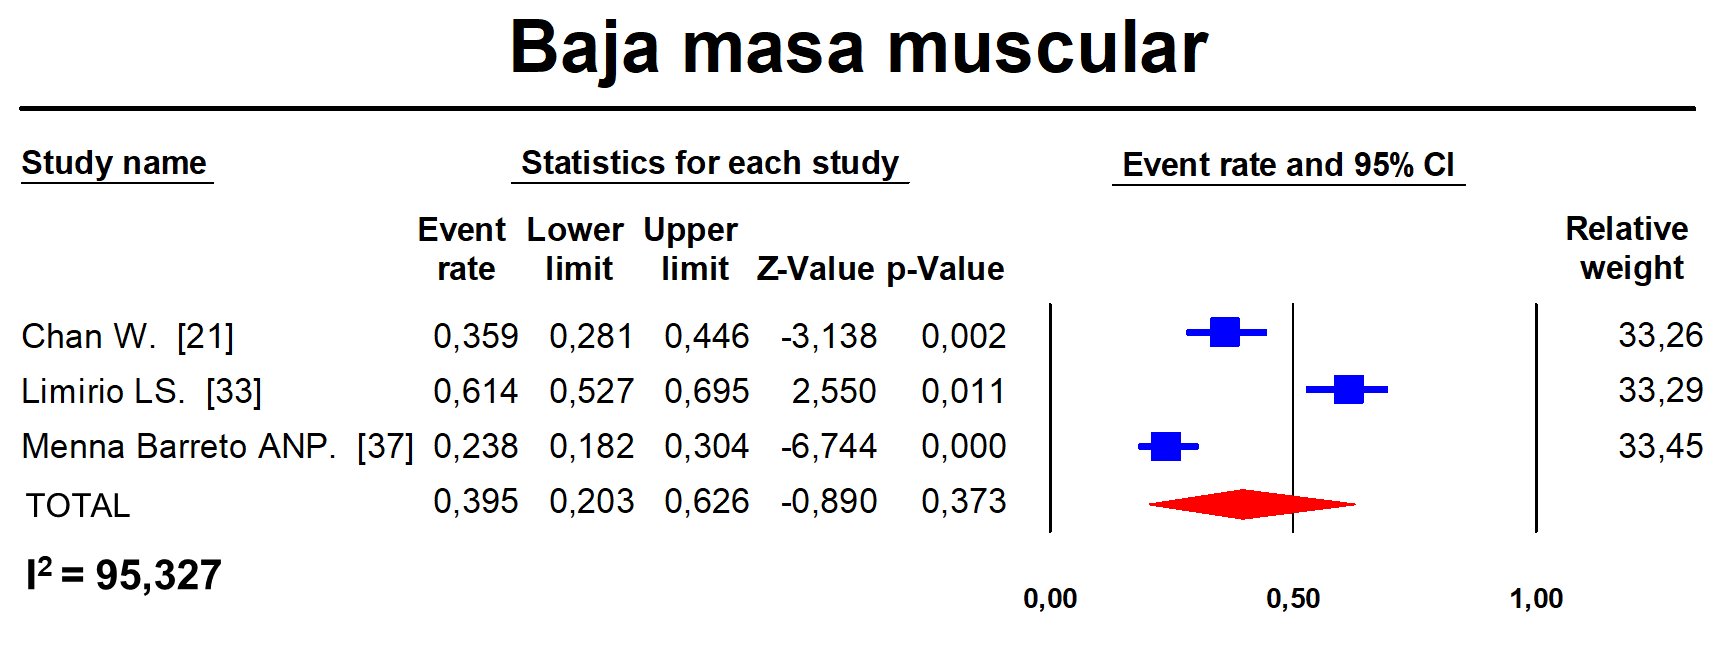 Baja masa muscular
Study name Statistics for each study Event rate and 95% CI
Event rate Lower limit Upper limit Z-Value p-Value Relative weight
Chan W. [21] 0,359 0,281 0,446 -3,138 0,002 33,26
Limirio LS. [33] 0,614 0,527 0,695 2,550 0,011 33,29
Menna Barreto ANP. [37] 0,238 0,182 0,304 -6,744 0,000 33,45
TOTAL 0,395 0,203 0,626 -0,890 0,373
I² = 95,327
0,00 0,50 1,00